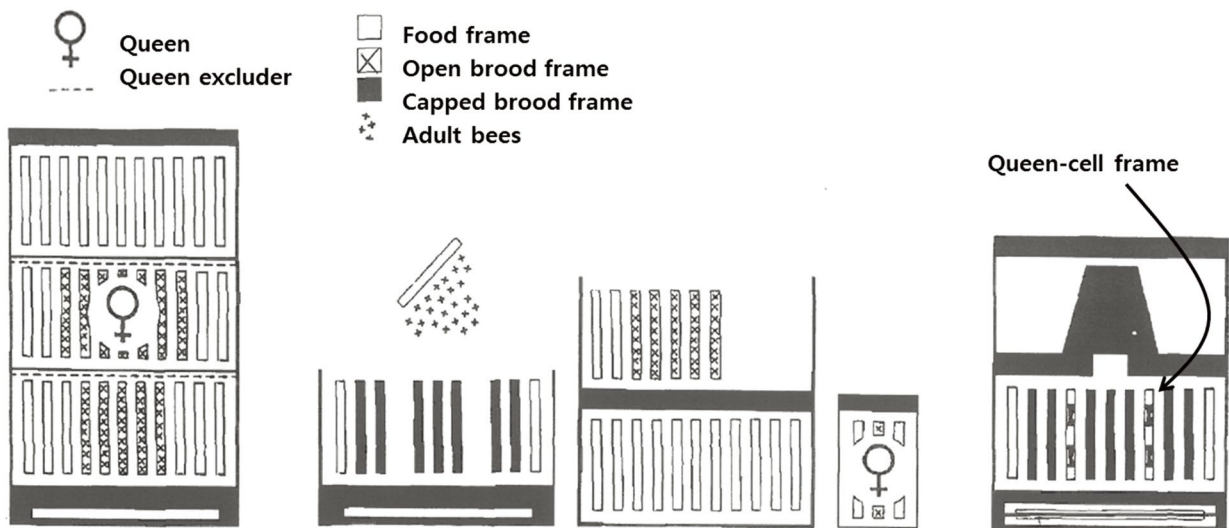 Queen
Queen excluder
Food frame
Open brood frame
Capped brood frame
Adult bees
Queen-cell frame